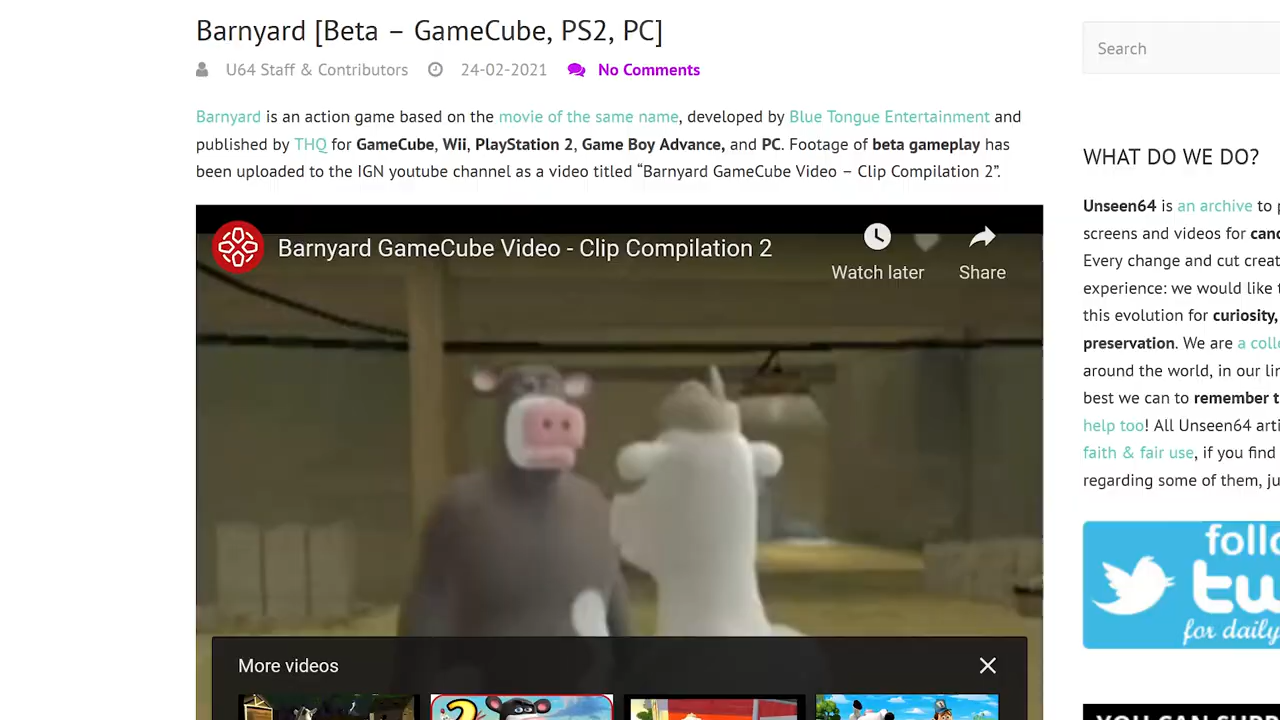 Barnyard [Beta – GameCube, PS2, PC]
U64 Staff & Contributors 24-02-2021 No Comments
Barnyard is an action game based on the movie of the same name, developed by Blue Tongue Entertainment and
published by THQ for GameCube, Wii, PlayStation 2, Game Boy Advance, and PC. Footage of beta gameplay has
been uploaded to the IGN youtube channel as a video titled “Barnyard GameCube Video – Clip Compilation 2”.
Barnyard GameCube Video - Clip Compilation 2
Watch later
Share
More videos
2
Search
WHAT DO WE DO?
Unseen64 is an archive to
screens and videos for
Every change and cut
experience: we would like
this evolution for curiosity,
preservation. We are a
around the world, in our
best we can to remember
help too! All Unseen64
faith & fair use, if you find
regarding some of them,
for daily